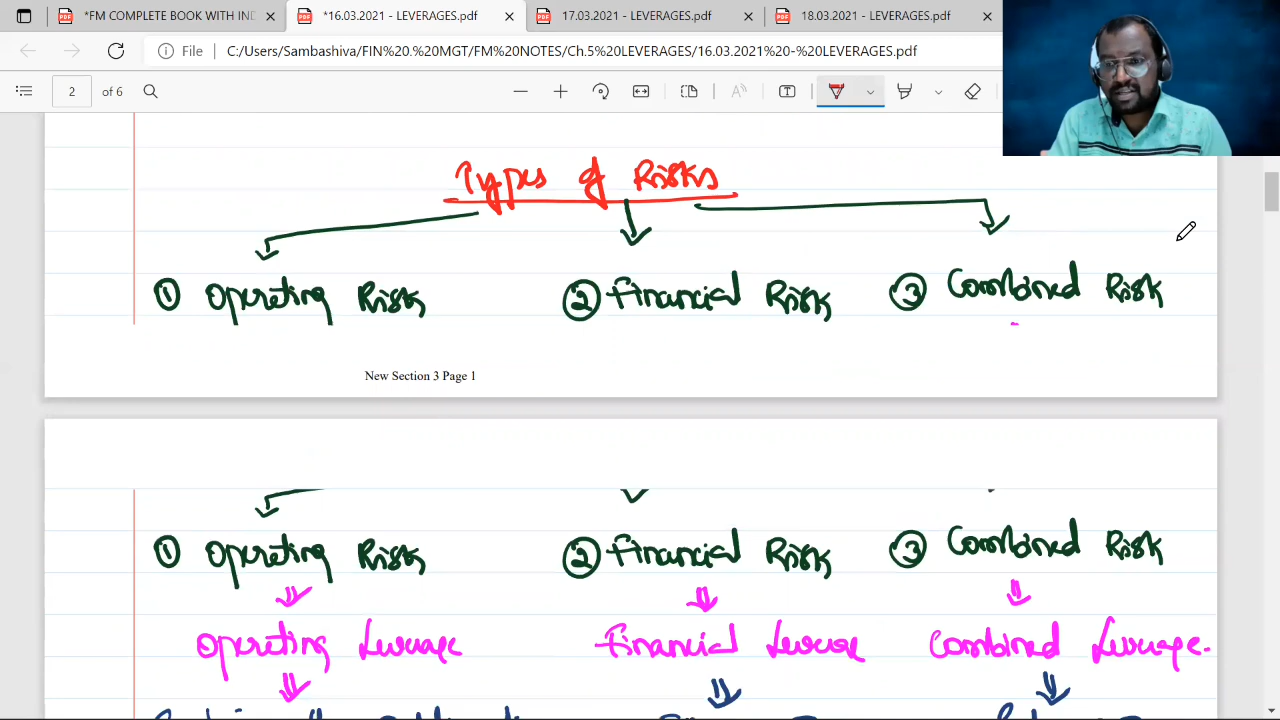 *FM COMPLETE BOOK WITH IND
*16.03.2021 - LEVERAGES.pdf
17.03.2021 - LEVERAGES.pdf
18.03.2021 - LEVERAGES.pdf
File
C:/Users/Sambashiva/FIN%20.%20MGT/FM%20NOTES/Ch.5%20LEVERAGES/16.03.2021%20-%20LEVERAGES.pdf
2 of 6
Types of Risks
① Operating Risk ② Financial Risk ③ Combined Risk
New Section 3 Page 1
① Operating Risk ② Financial Risk ③ Combined Risk
Operating Leverage Financial Leverage Combined Leverage.